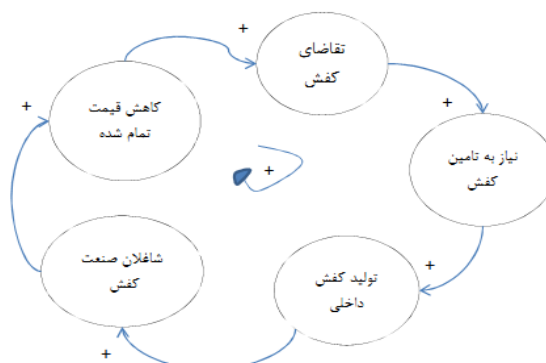 +
تقاضای
کفش
+
نیاز به تامین
کفش
+
تولید کفش
داخلی
+
شاغلان صنعت
کفش
+
کاهش قیمت
تمام شده
+